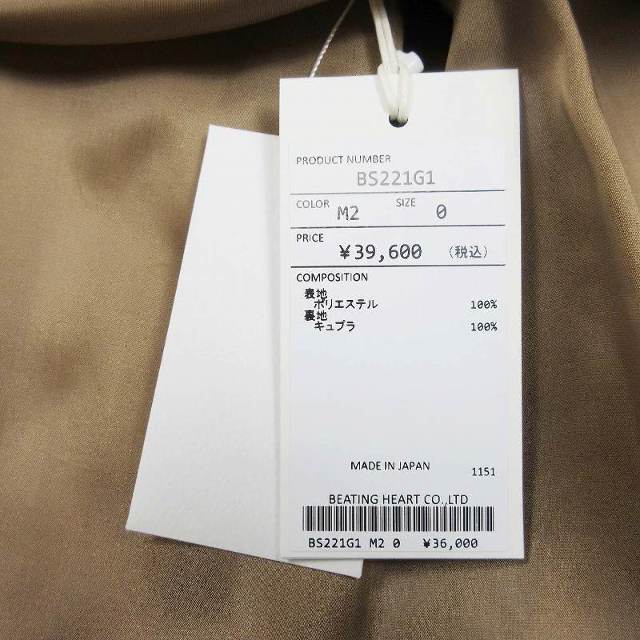 PRODUCT NUMBER
BS221G1
COLOR M2 SIZE 0
PRICE
¥39,600 (税込)
COMPOSITION
表地
ポリエステル 100%
裏地
キュプラ 100%
MADE IN JAPAN 1151
BEATING HEART CO.,LTD
BS221G1 M2 0 ¥36,000